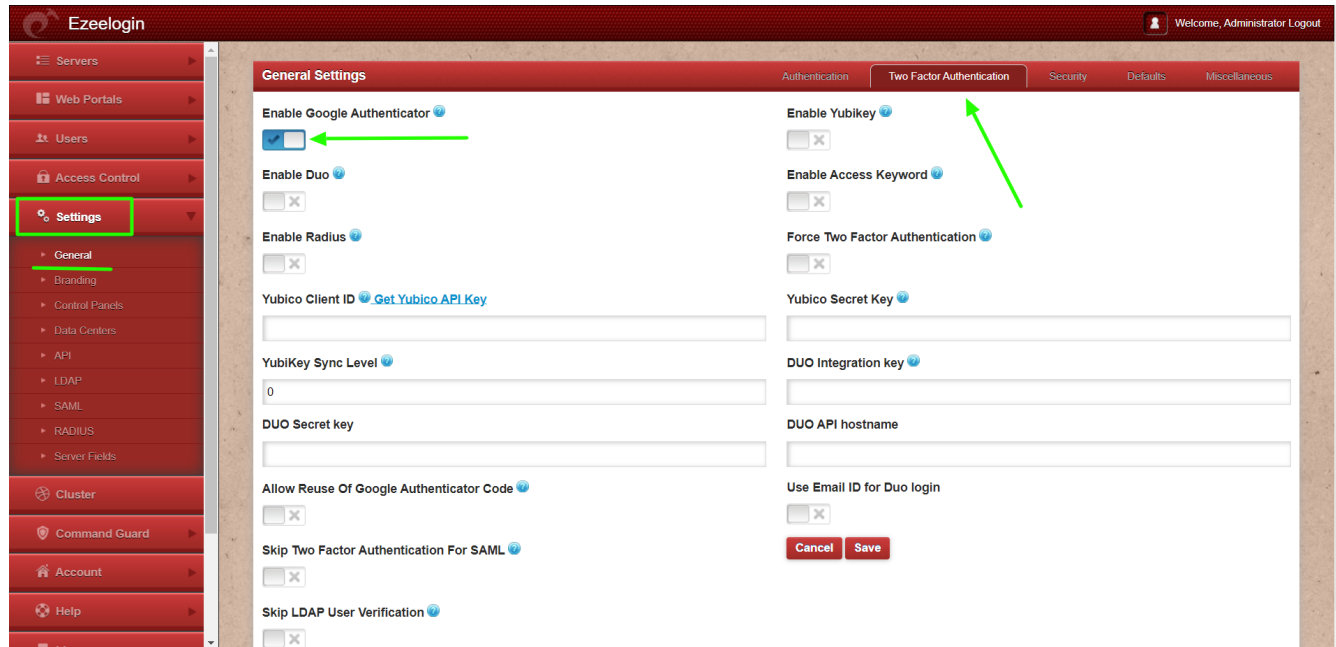 Ezeelogin
Welcome, Administrator Logout
Servers
Web Portals
Users
Access Control
Settings
General
Branding
Control Panels
Data Centers
API
LDAP
SAML
RADIUS
Server Fields
Cluster
Command Guard
Account
Help
General Settings
Authentication
Two Factor Authentication
Security
Defaults
Miscellaneous
Enable Google Authenticator
Enable Yubikey
Enable Duo
Enable Access Keyword
Enable Radius
Force Two Factor Authentication
Yubico Client ID Get Yubico API Key
Yubico Secret Key
YubiKey Sync Level
0
DUO Integration key
DUO Secret key
DUO API hostname
Allow Reuse Of Google Authenticator Code
Use Email ID for Duo login
Skip Two Factor Authentication For SAML
Cancel
Save
Skip LDAP User Verification